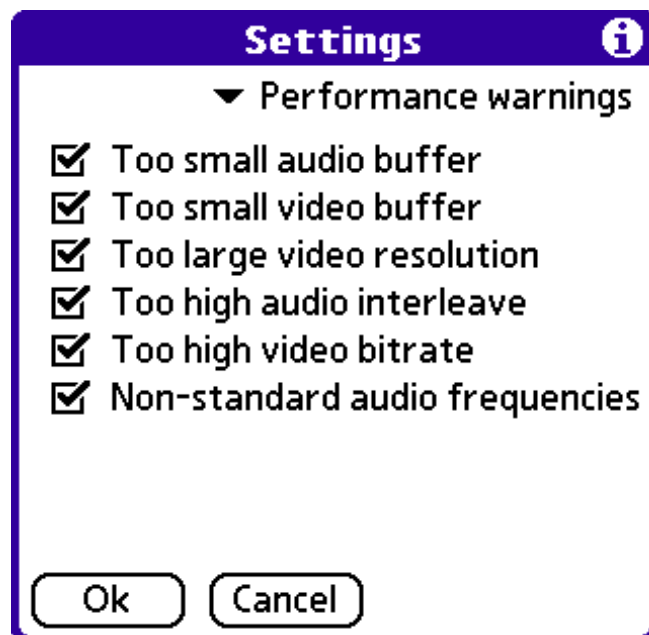 Settings
Performance warnings
Too small audio buffer
Too small video buffer
Too large video resolution
Too high audio interleave
Too high video bitrate
Non-standard audio frequencies
Ok Cancel